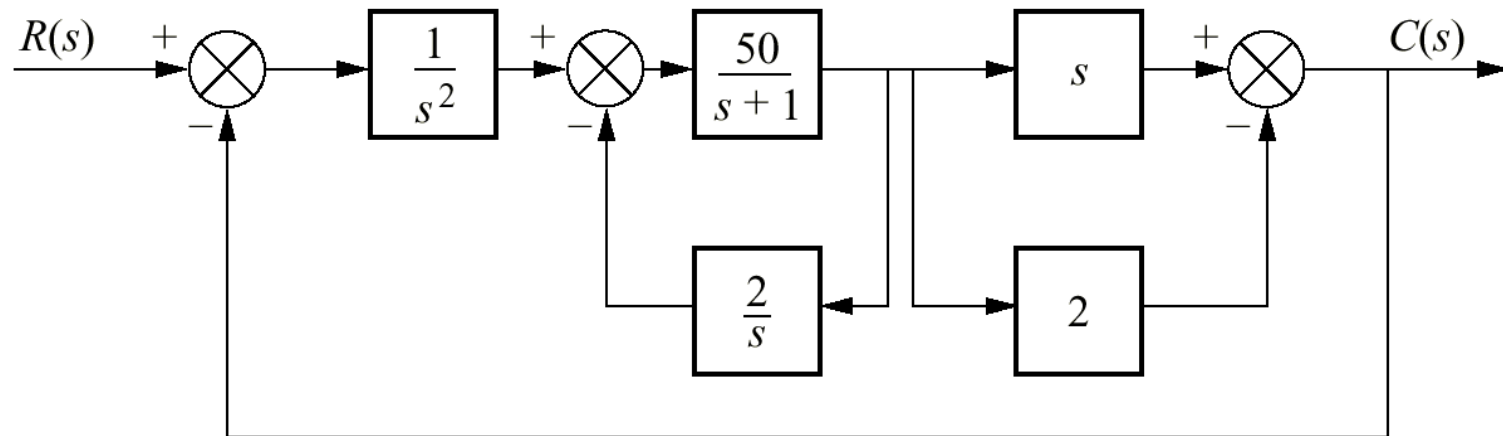 R(s) + 1/s² + 50/(s + 1) s + C(s)
− − −
2/s 2